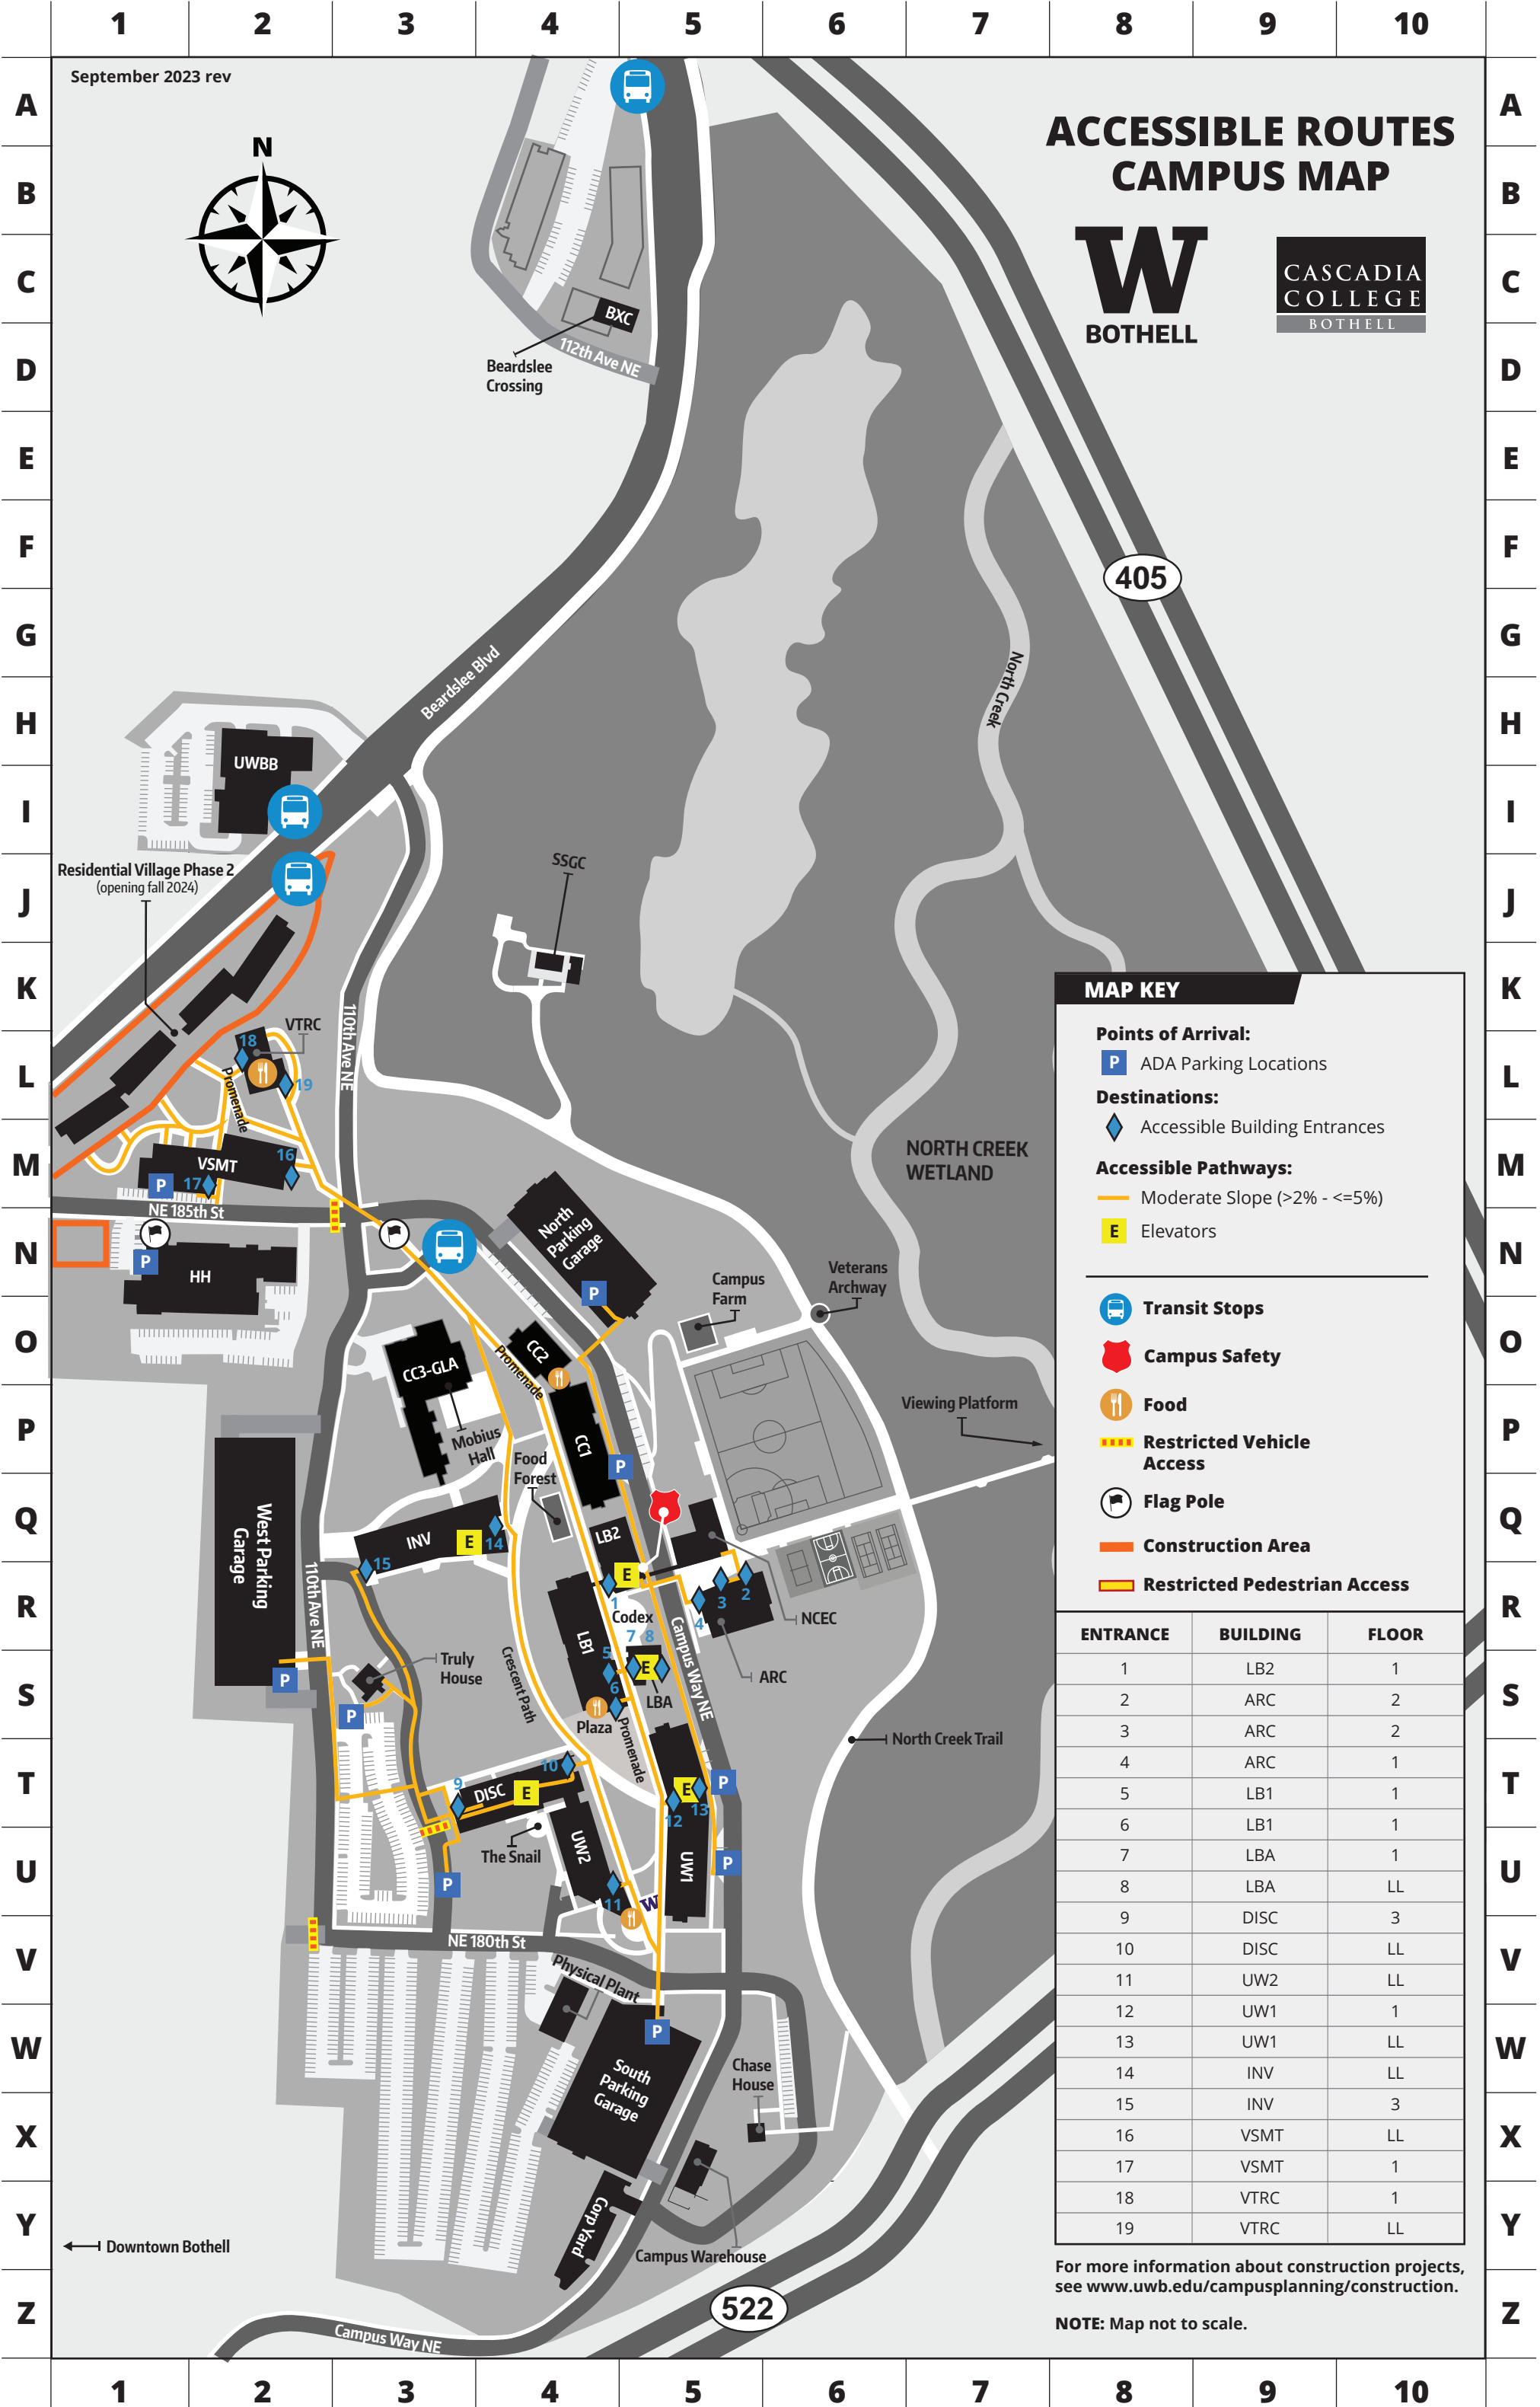 1 2 3 4 5 6 7 8 9 10
A A
B B
C C
D D
E E
F F
G G
H H
I I
J J
K K
L L
M M
N N
O O
P P
Q Q
R R
S S
T T
U U
V V
W W
X X
Y Y
Z Z
September 2023 rev
N
ACCESSIBLE ROUTES
CAMPUS MAP
W
BOTHELL
CASCADIA
COLLEGE
BOTHELL
BXC
Beardslee
Crossing
112th Ave NE
405
Beardslee Blvd
North Creek
UWBB
Residential Village Phase 2
(opening fall 2024)
SSGC
VTRC
18
19
Promenade
110th Ave NE
VSMT
16
17
P
NE 185th St
P
HH
North
Parking
Garage
P
NORTH CREEK
WETLAND
Campus
Farm
Veterans
Archway
CC3-GLA
CC2
Promenade
Mobius
Hall
CC1
P
Food
Forest
Viewing Platform
West Parking
Garage
INV
E
14
15
LB2
E
110th Ave NE
1
Codex
7 8
LB1
5
6
E
LBA
Campus Way NE
2
3
4
NCEC
ARC
Truly
House
Crescent Path
P
P
Plaza
Promenade
North Creek Trail
10
9
DISC
E
E
13
12
P
The Snail
UW2
UW1
P
P
11
W
NE 180th St
Physical Plant
P
South
Parking
Garage
Chase
House
Corp Yard
Campus Warehouse
Downtown Bothell
522
Campus Way NE
MAP KEY
Points of Arrival:
P ADA Parking Locations
Destinations:
Accessible Building Entrances
Accessible Pathways:
Moderate Slope (>2% - <=5%)
E Elevators
Transit Stops
Campus Safety
Food
Restricted Vehicle
Access
Flag Pole
Construction Area
Restricted Pedestrian Access
ENTRANCE BUILDING FLOOR
1 LB2 1
2 ARC 2
3 ARC 2
4 ARC 1
5 LB1 1
6 LB1 1
7 LBA 1
8 LBA LL
9 DISC 3
10 DISC LL
11 UW2 LL
12 UW1 1
13 UW1 LL
14 INV LL
15 INV 3
16 VSMT LL
17 VSMT 1
18 VTRC 1
19 VTRC LL
For more information about construction projects,
see www.uwb.edu/campusplanning/construction.
NOTE: Map not to scale.
1 2 3 4 5 6 7 8 9 10